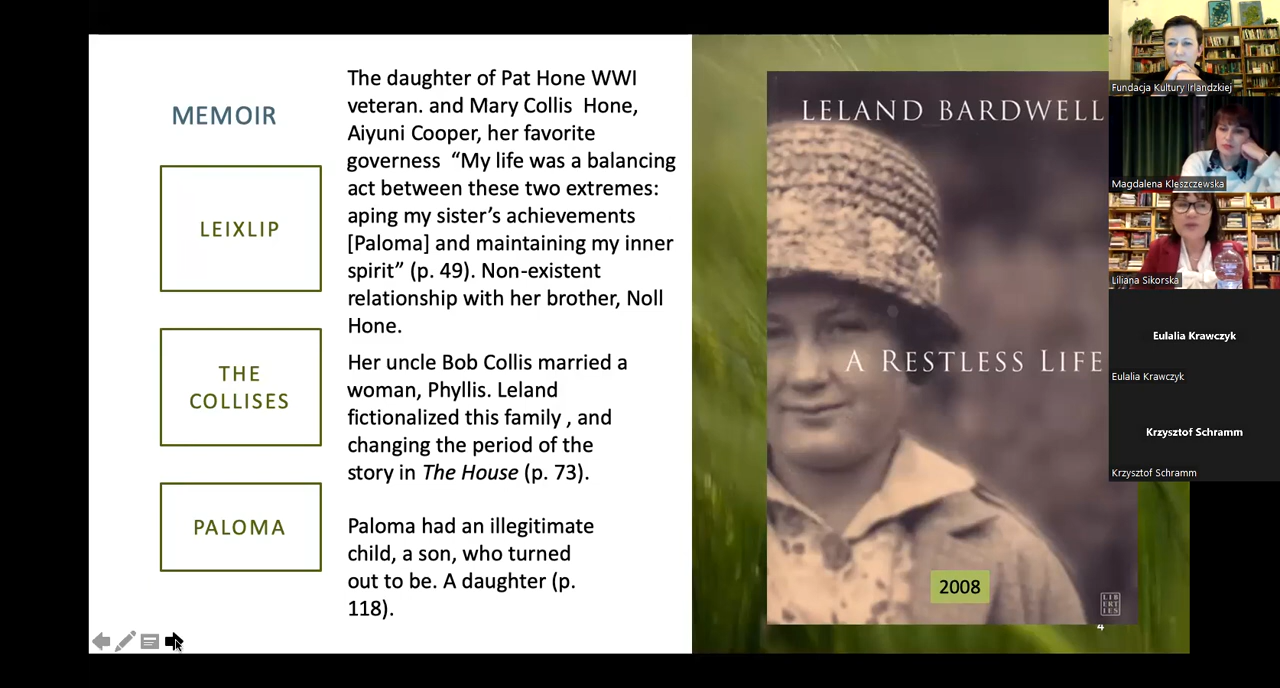 MEMOIR
LEIXLIP
THE
COLLISES
PALOMA
The daughter of Pat Hone WWI
veteran. and Mary Collis Hone,
Aiyuni Cooper, her favorite
governess “My life was a balancing
act between these two extremes:
aping my sister’s achievements
[Paloma] and maintaining my inner
spirit” (p. 49). Non-existent
relationship with her brother, Noll
Hone.
Her uncle Bob Collis married a
woman, Phyllis. Leland
fictionalized this family , and
changing the period of the
story in The House (p. 73).
Paloma had an illegitimate
child, a son, who turned
out to be. A daughter (p.
118).
LELAND BARDWELL
A RESTLESS LIFE
2008
LIB
ERT
IES
4
Fundacja Kultury Irlandzkiej
Magdalena Kleszczewska
Liliana Sikorska
Eulalia Krawczyk
Eulalia Krawczyk
Krzysztof Schramm
Krzysztof Schramm